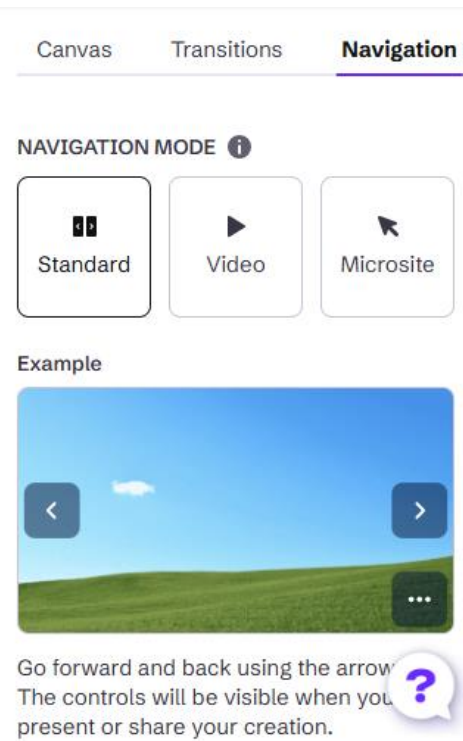 Canvas Transitions Navigation
NAVIGATION MODE
Standard Video Microsite
Example
Go forward and back using the arrow
The controls will be visible when you
present or share your creation.
?